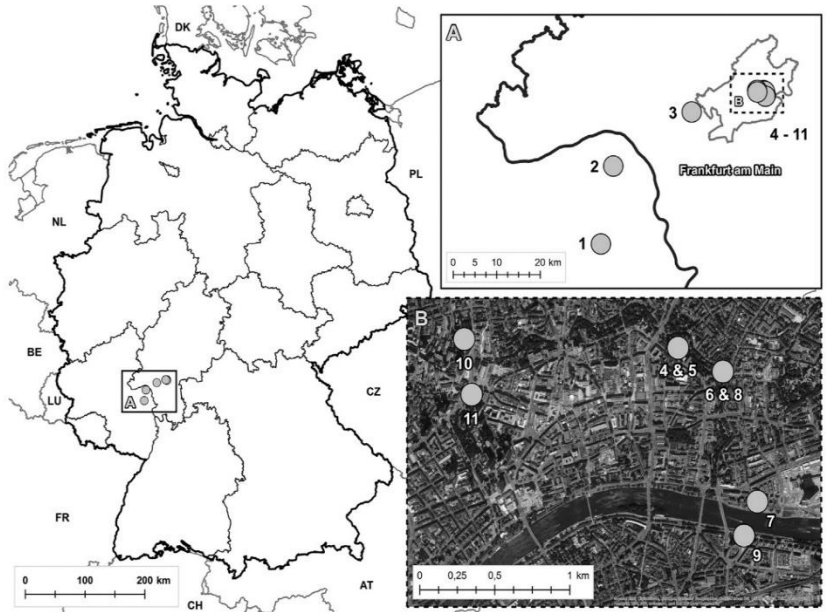 DK
PL
NL
BE
LU
CZ
A
FR
AT
CH
0 100 200 km
A
3
B
4 - 11
2
Frankfurt am Main
1
0 5 10 20 km
B
10
4 & 5
11
6 & 8
7
9
0 0,25 0,5 1 km